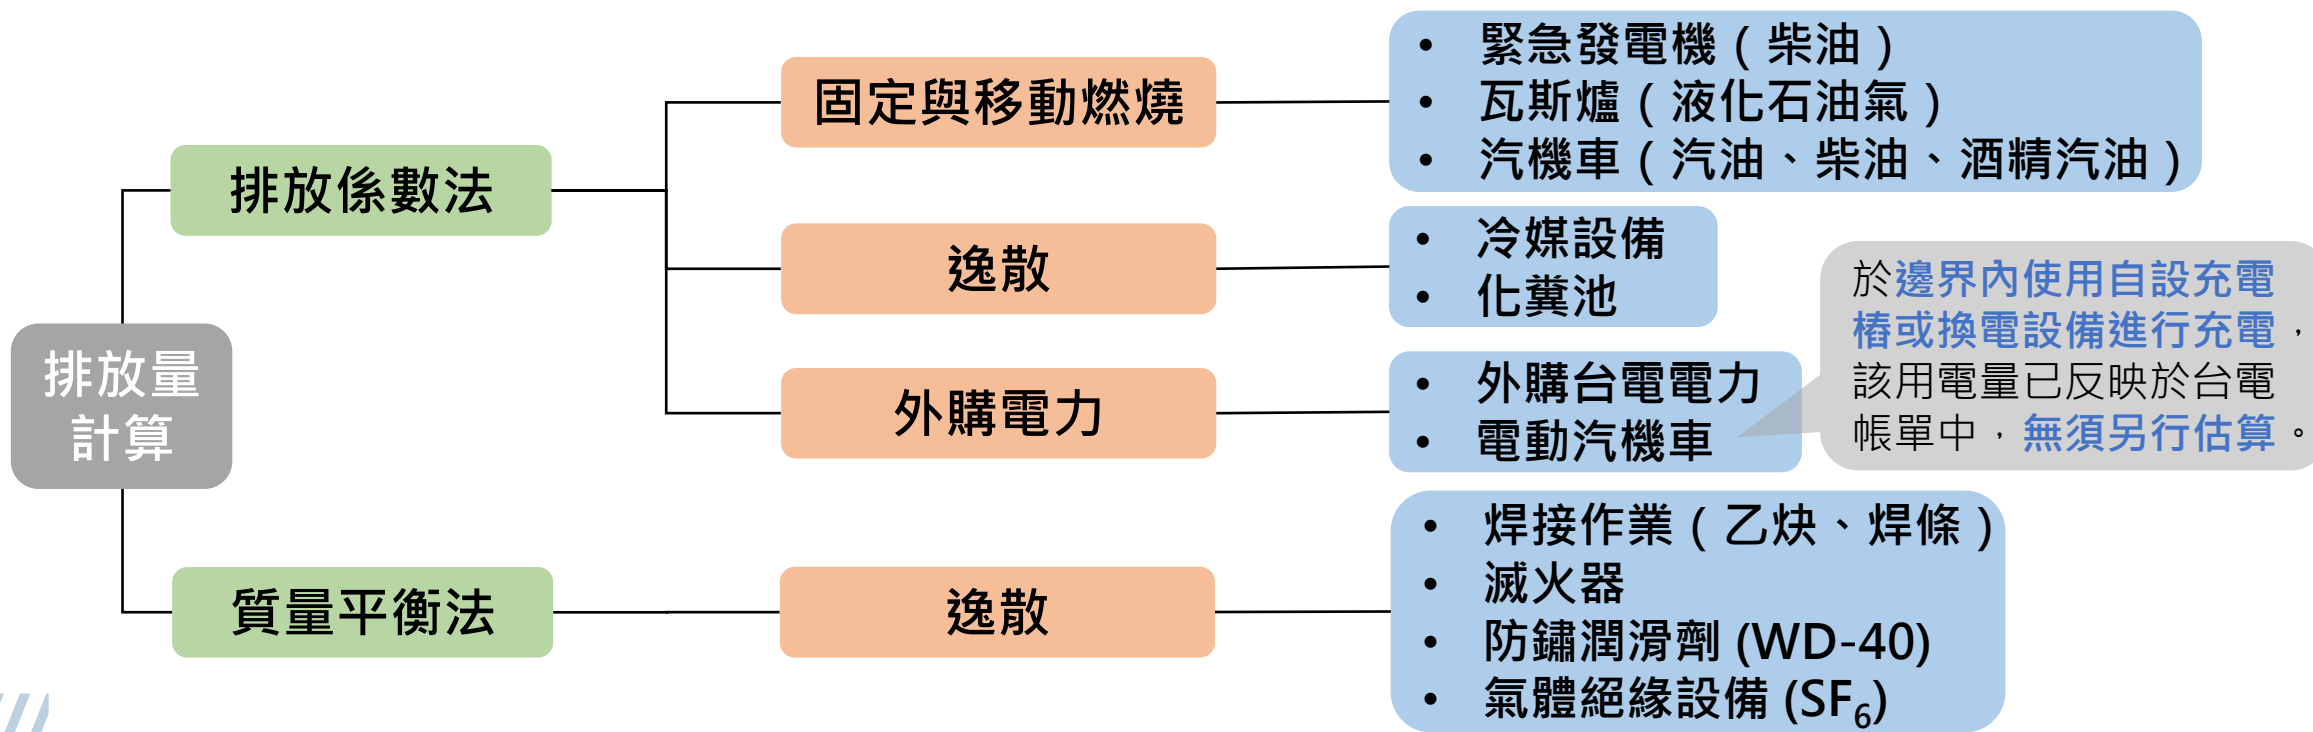 排放量
計算
排放係數法
固定與移動燃燒
• 緊急發電機（柴油）
• 瓦斯爐（液化石油氣）
• 汽機車（汽油、柴油、酒精汽油）
逸散
• 冷媒設備
• 化糞池
外購電力
• 外購台電電力
• 電動汽機車
於邊界內使用自設充電
樁或換電設備進行充電，
該用電量已反映於台電
帳單中，無須另行估算。
質量平衡法
逸散
• 焊接作業（乙炔、焊條）
• 滅火器
• 防鏽潤滑劑 (WD-40)
• 氣體絕緣設備 (SF₆)